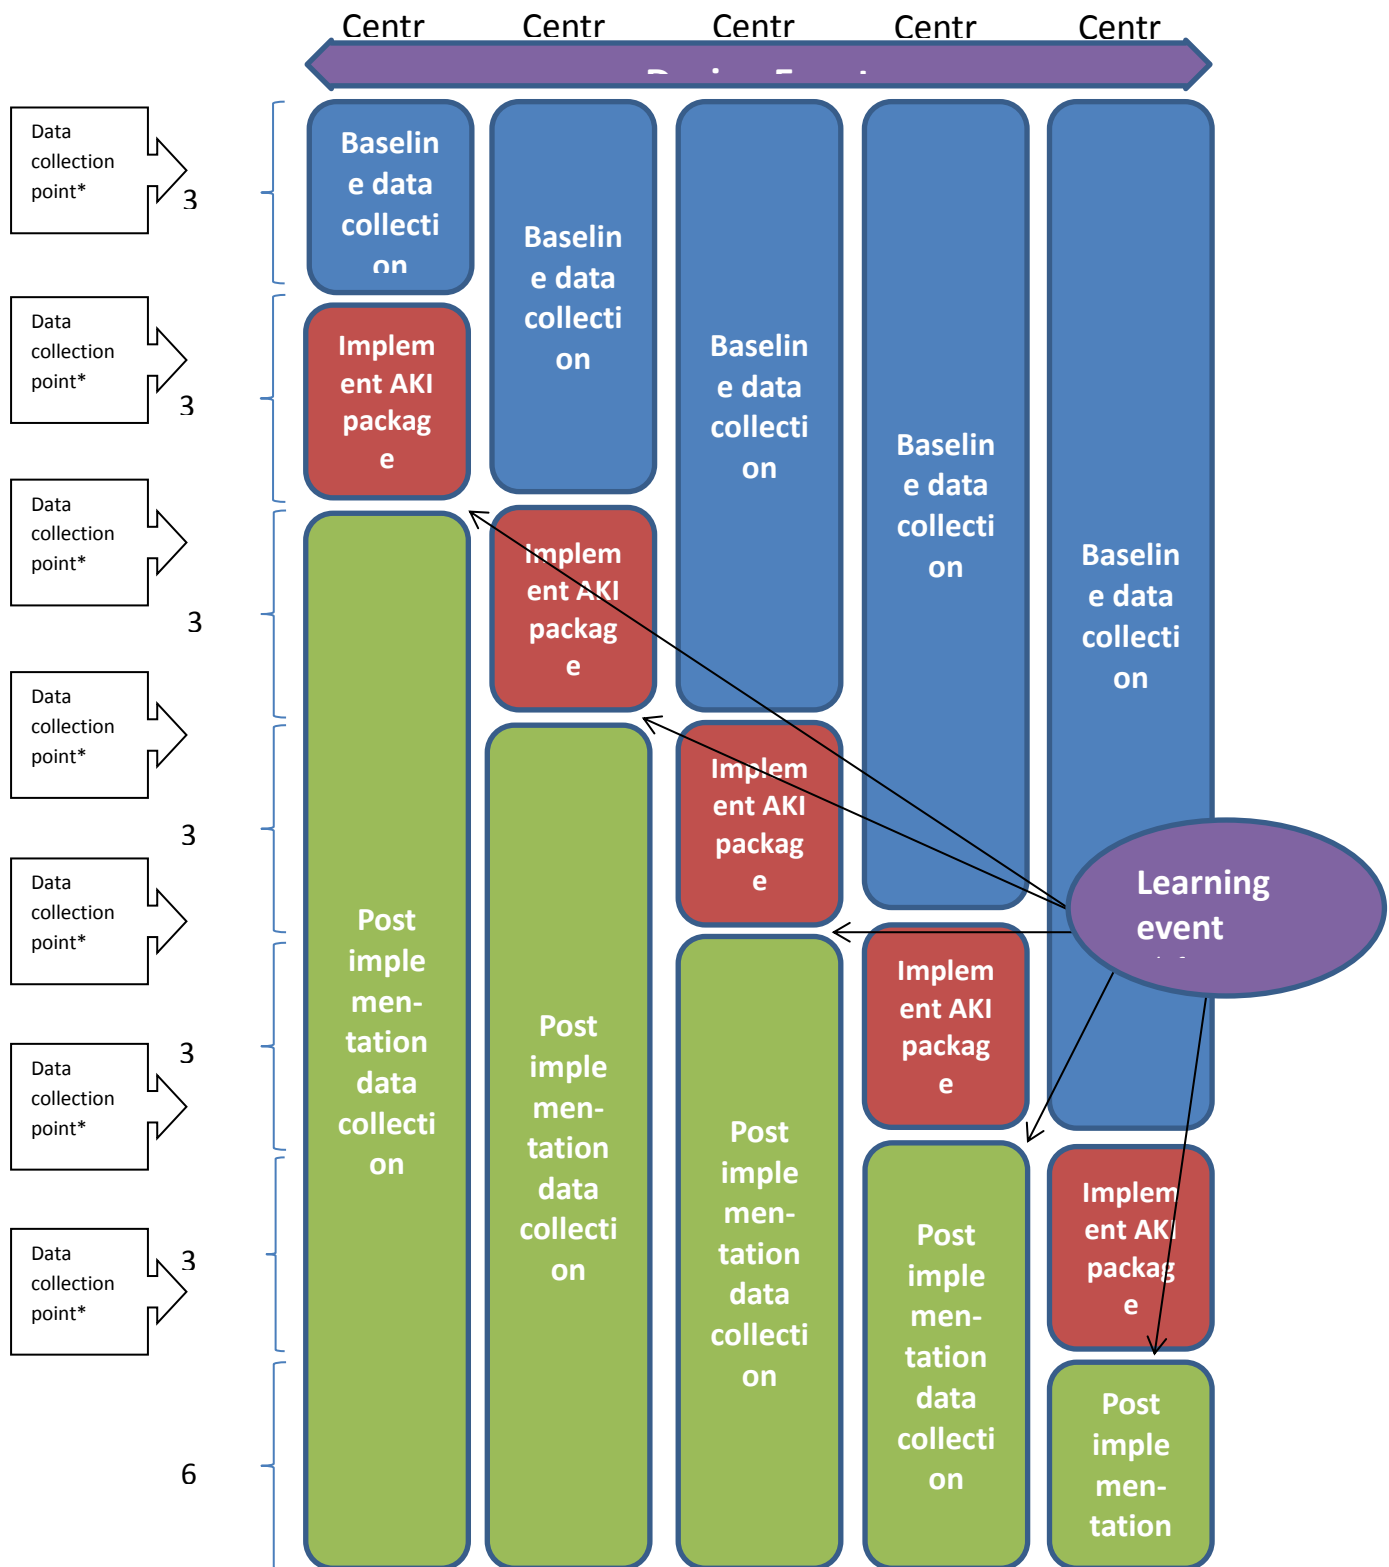 Centr
Centr
Centr
Centr
Centr
Data
collection
point*
3
Data
collection
point*
3
Data
collection
point*
3
Data
collection
point*
3
Data
collection
point*
3
Data
collection
point*
3
Data
collection
point*
6
Baselin
e data
collecti
on
Implem
ent AKI
packag
e
Post
imple
men-
tation
data
collecti
on
Baselin
e data
collecti
on
Implem
ent AKI
packag
e
Post
imple
men-
tation
data
collecti
on
Baselin
e data
collecti
on
Implem
ent AKI
packag
e
Post
imple
men-
tation
data
collecti
on
Baselin
e data
collecti
on
Implem
ent AKI
packag
e
Post
imple
men-
tation
data
collecti
on
Baselin
e data
collecti
on
Implem
ent AKI
packag
e
Post
imple
men-
tation
Learning
event